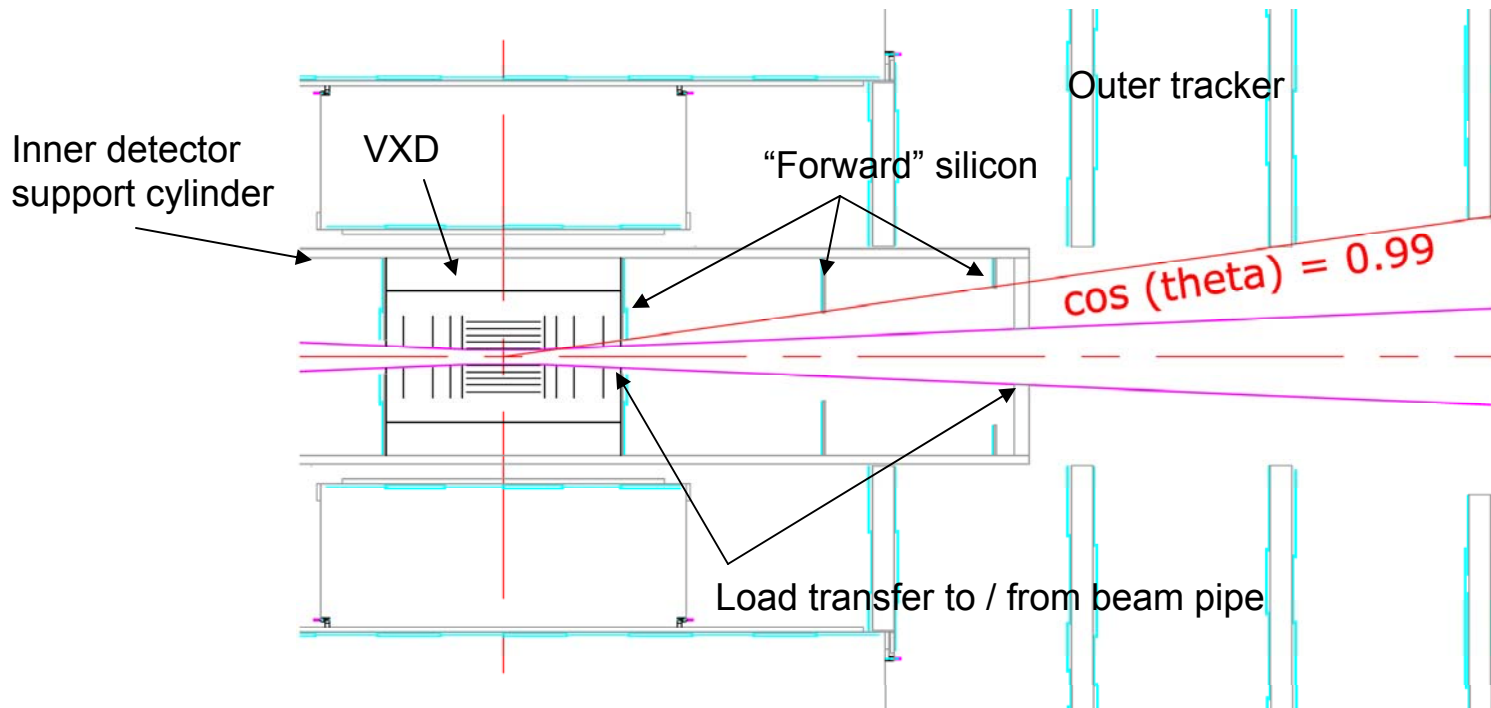 Outer tracker
Inner detector
support cylinder
VXD
“Forward” silicon
cos (theta) = 0.99
Load transfer to / from beam pipe